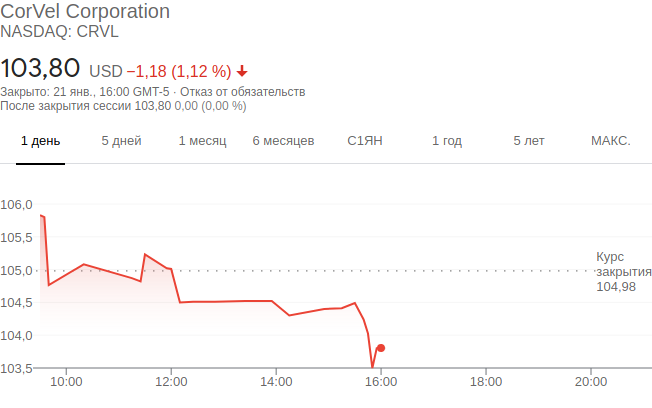 CorVel Corporation
NASDAQ: CRVL
103,80 USD −1,18 (1,12 %)
Закрыто: 21 янв., 16:00 GMT-5 · Отказ от обязательств
После закрытия сессии 103,80 0,00 (0,00 %)
1 день 5 дней 1 месяц 6 месяцев С1ЯН 1 год 5 лет МАКС.
106,0
105,5
Курс
105,0 закрытия
104,98
104,5
104,0
103,5
10:00 12:00 14:00 16:00 18:00 20:00